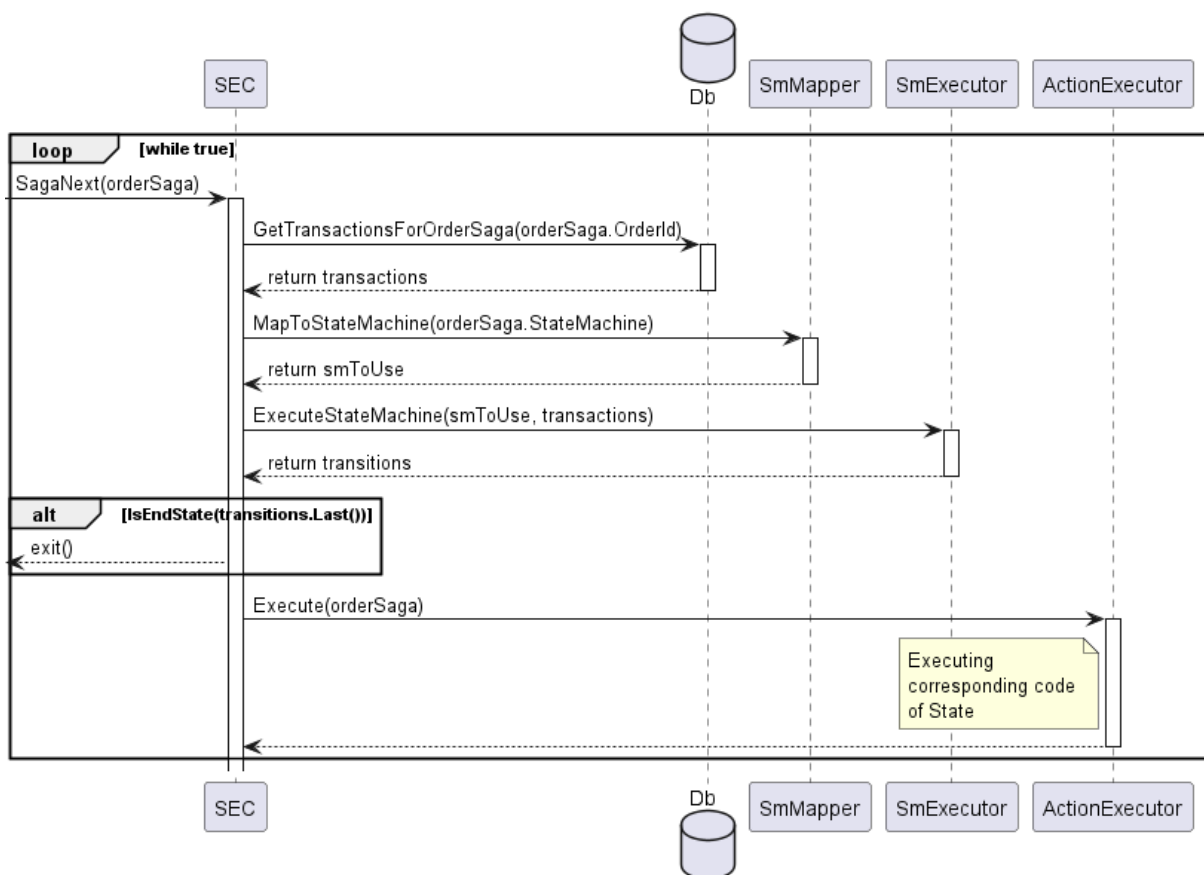 SEC
Db
SmMapper
SmExecutor
ActionExecutor
loop
[while true]
SagaNext(orderSaga)
GetTransactionsForOrderSaga(orderSaga.OrderId)
return transactions
MapToStateMachine(orderSaga.StateMachine)
return smToUse
ExecuteStateMachine(smToUse, transactions)
return transitions
alt
[IsEndState(transitions.Last())]
exit()
Execute(orderSaga)
Executing
corresponding code
of State
SEC
Db
SmMapper
SmExecutor
ActionExecutor